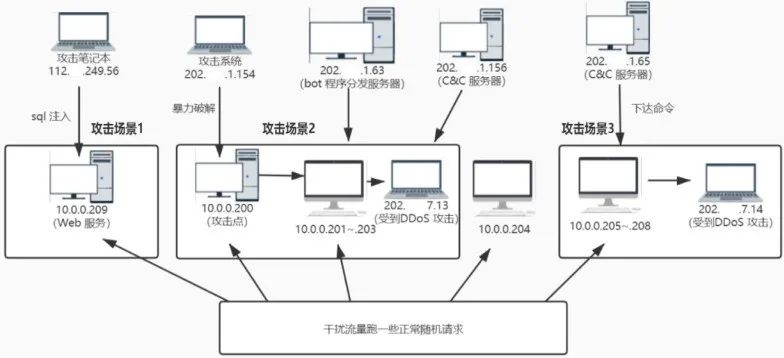 攻击笔记本
112. .249.56
攻击系统
202. .1.154
202. .1.63
(bot 程序分发服务器)
202. .1.156
(C&C 服务器)
202. .1.65
(C&C 服务器)
sql 注入
暴力破解
下达命令
攻击场景1
攻击场景2
攻击场景3
10.0.0.209
(Web 服务)
10.0.0.200
(攻击点)
10.0.0.201~.203
202. 7.13
(受到DDoS 攻击)
10.0.0.204
10.0.0.205~.208
202. .7.14
(受到DDoS 攻击)
干扰流量跑一些正常随机请求